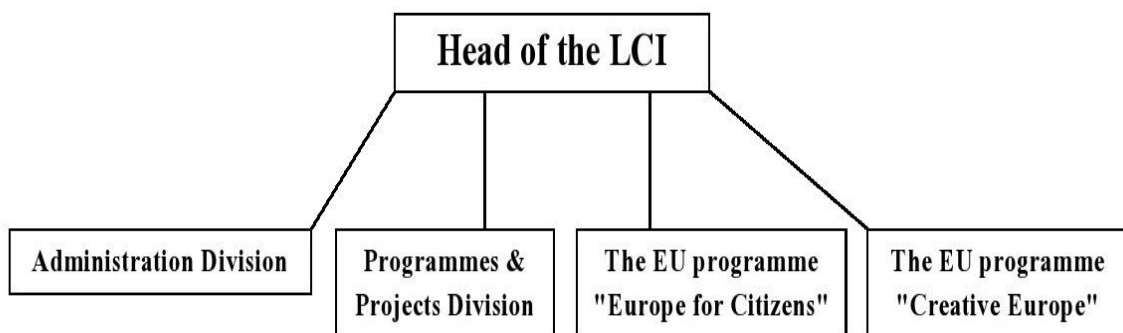 Head of the LCI
Administration Division
Programmes &
Projects Division
The EU programme
"Europe for Citizens"
The EU programme
"Creative Europe"